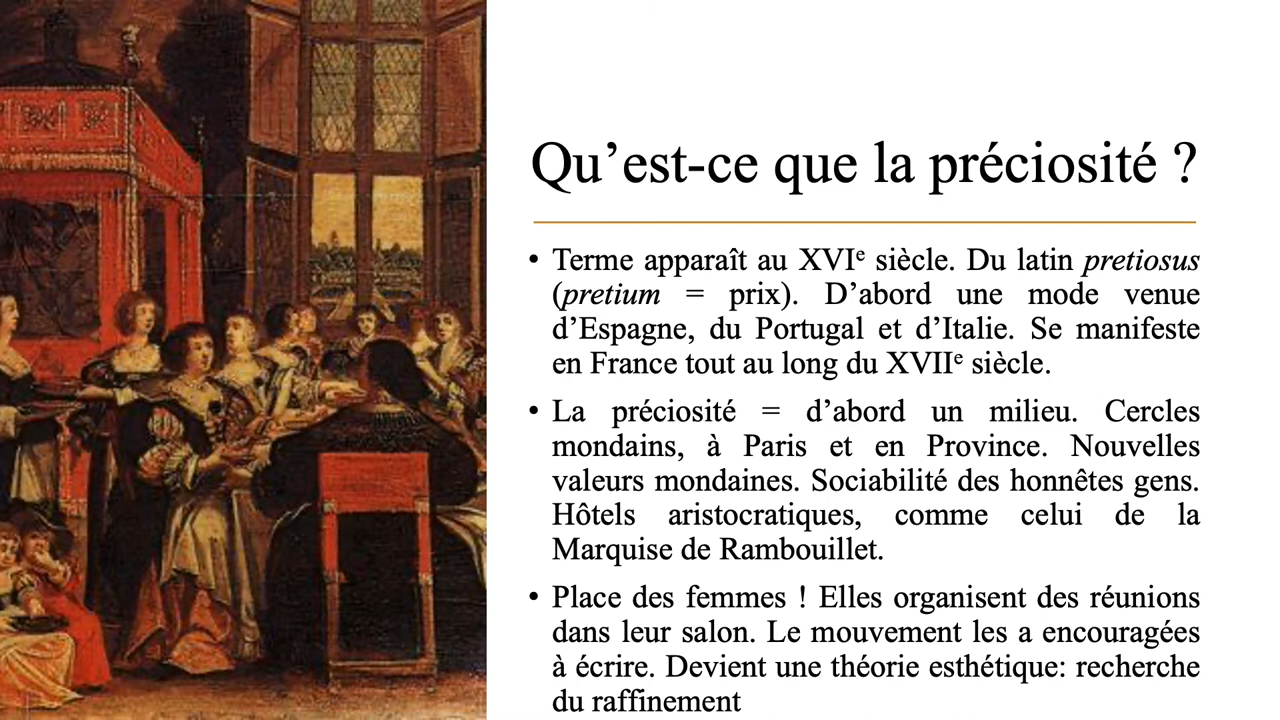 Qu’est-ce que la préciosité ?
• Terme apparaît au XVIᵉ siècle. Du latin pretiosus
(pretium = prix). D’abord une mode venue
d’Espagne, du Portugal et d’Italie. Se manifeste
en France tout au long du XVIIᵉ siècle.
• La préciosité = d’abord un milieu. Cercles
mondains, à Paris et en Province. Nouvelles
valeurs mondaines. Sociabilité des honnêtes gens.
Hôtels aristocratiques, comme celui de la
Marquise de Rambouillet.
• Place des femmes ! Elles organisent des réunions
dans leur salon. Le mouvement les a encouragées
à écrire. Devient une théorie esthétique: recherche
du raffinement